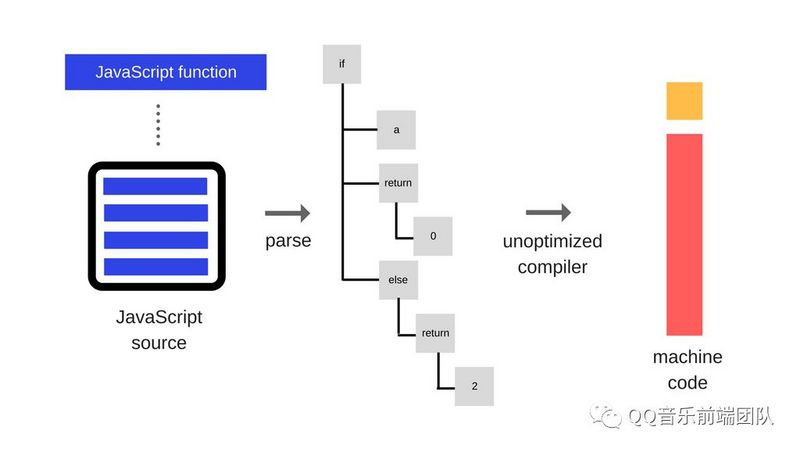 JavaScript function
JavaScript
source
parse
if
a
return
0
else
return
2
unoptimized
compiler
machine
code
QQ音乐前端团队